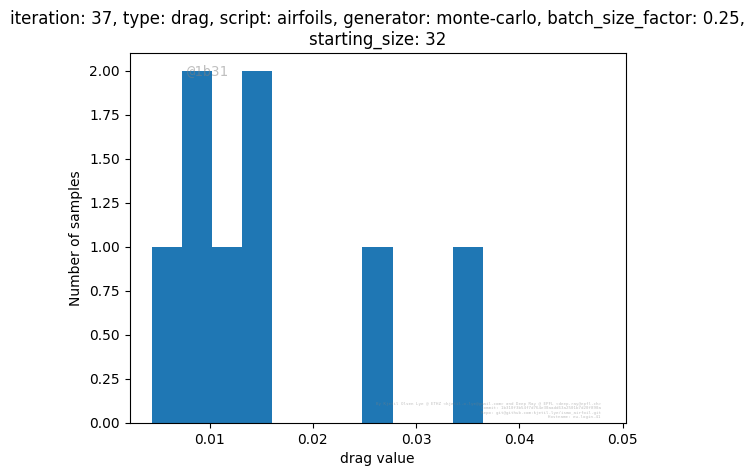 iteration: 37, type: drag, script: airfoils, generator: monte-carlo, batch_size_factor: 0.25,
starting_size: 32
@1b31
2.00
1.75
1.50
1.25
1.00
0.75
0.50
0.25
0.00
Number of samples
0.01
0.02
0.03
0.04
0.05
drag value